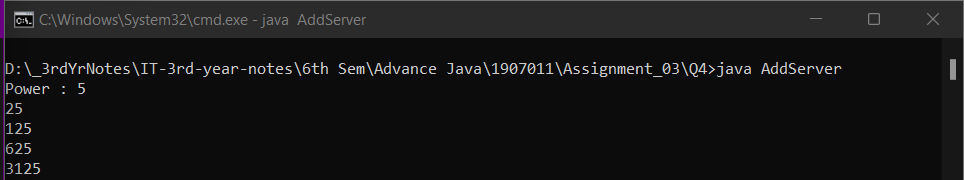 C:\Windows\System32\cmd.exe - java  AddServer
D:\_3rdYrNotes\IT-3rd-year-notes\6th Sem\Advance Java\1907011\Assignment_03\Q4>java AddServer
Power : 5
25
125
625
3125